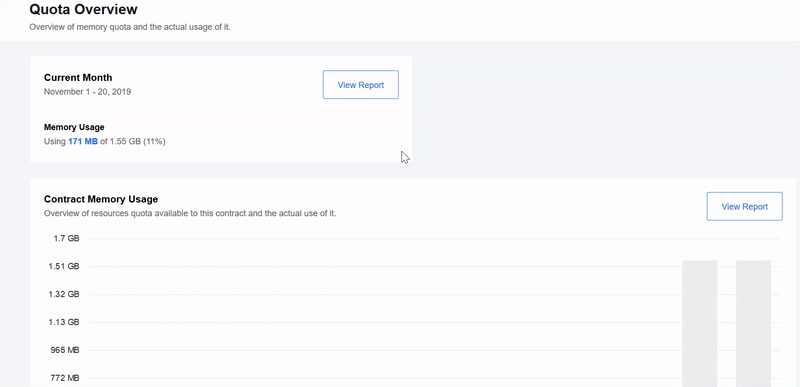 Quota Overview
Overview of memory quota and the actual usage of it.
Current Month
November 1 - 20, 2019
View Report
Memory Usage
Using 171 MB of 1.55 GB (11%)
Contract Memory Usage
Overview of resources quota available to this contract and the actual use of it.
View Report
1.7 GB
1.51 GB
1.32 GB
1.13 GB
965 MB
772 MB